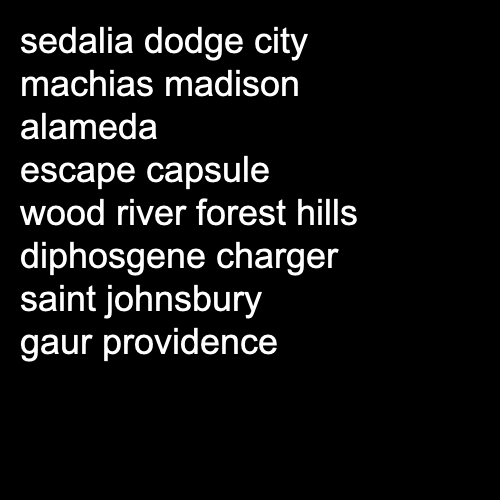 sedalia dodge city
machias madison
alameda
escape capsule
wood river forest hills
diphosgene charger
saint johnsbury
gaur providence